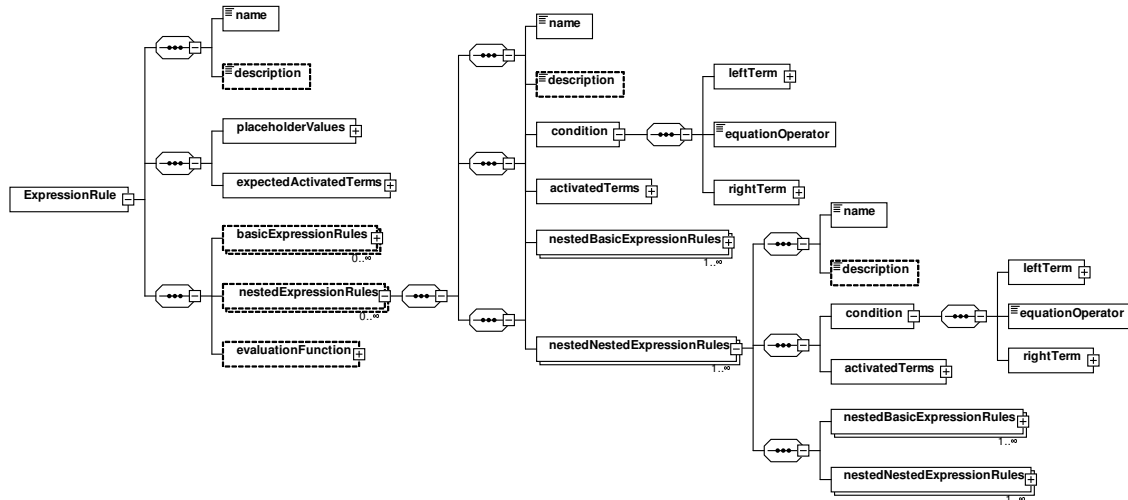 ExpressionRule
name
description
placeholderValues
expectedActivatedTerms
basicExpressionRules
0..∞
nestedExpressionRules
0..∞
evaluationFunction
name
description
condition
leftTerm
equationOperator
rightTerm
activatedTerms
nestedBasicExpressionRules
1..∞
nestedNestedExpressionRules
1..∞
name
description
condition
leftTerm
equationOperator
rightTerm
activatedTerms
nestedBasicExpressionRules
1..∞
nestedNestedExpressionRules
1..∞